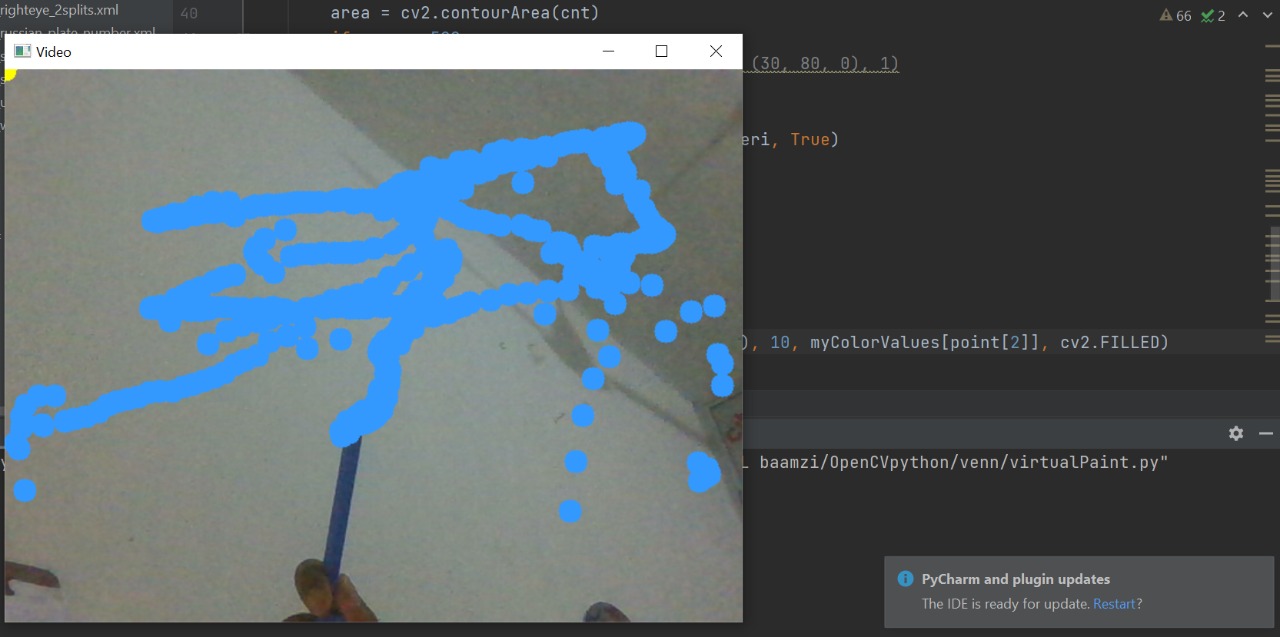 righteye_2splits.xml
russian_plate_number.xml
40
area = cv2.contourArea(cnt)
66 2
Video
(30, 80, 0), 1)
eri, True)
), 10, myColorValues[point[2]], cv2.FILLED)
baamzi/OpenCVpython/venn/virtualPaint.py"
PyCharm and plugin updates
The IDE is ready for update. Restart?